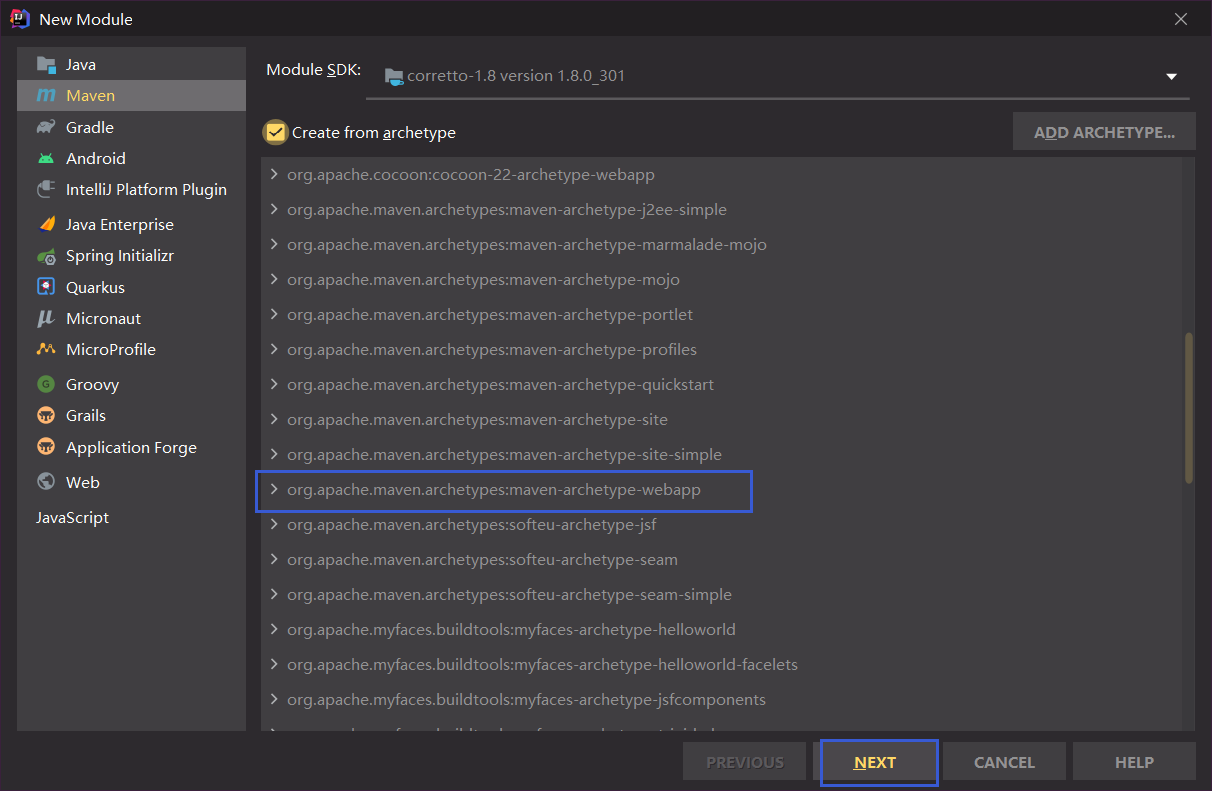 New Module
Java
Maven
Gradle
Android
IntelliJ Platform Plugin
Java Enterprise
Spring Initializr
Quarkus
Micronaut
MicroProfile
Groovy
Grails
Application Forge
Web
JavaScript
Module SDK: corretto-1.8 version 1.8.0_301
Create from archetype
ADD ARCHETYPE...
org.apache.cocoon:cocoon-22-archetype-webapp
org.apache.maven.archetypes:maven-archetype-j2ee-simple
org.apache.maven.archetypes:maven-archetype-marmalade-mojo
org.apache.maven.archetypes:maven-archetype-mojo
org.apache.maven.archetypes:maven-archetype-portlet
org.apache.maven.archetypes:maven-archetype-profiles
org.apache.maven.archetypes:maven-archetype-quickstart
org.apache.maven.archetypes:maven-archetype-site
org.apache.maven.archetypes:maven-archetype-site-simple
org.apache.maven.archetypes:maven-archetype-webapp
org.apache.maven.archetypes:softeu-archetype-jsf
org.apache.maven.archetypes:softeu-archetype-seam
org.apache.maven.archetypes:softeu-archetype-seam-simple
org.apache.myfaces.buildtools:myfaces-archetype-helloworld
org.apache.myfaces.buildtools:myfaces-archetype-helloworld-facelets
org.apache.myfaces.buildtools:myfaces-archetype-jsfcomponents
PREVIOUS
NEXT
CANCEL
HELP